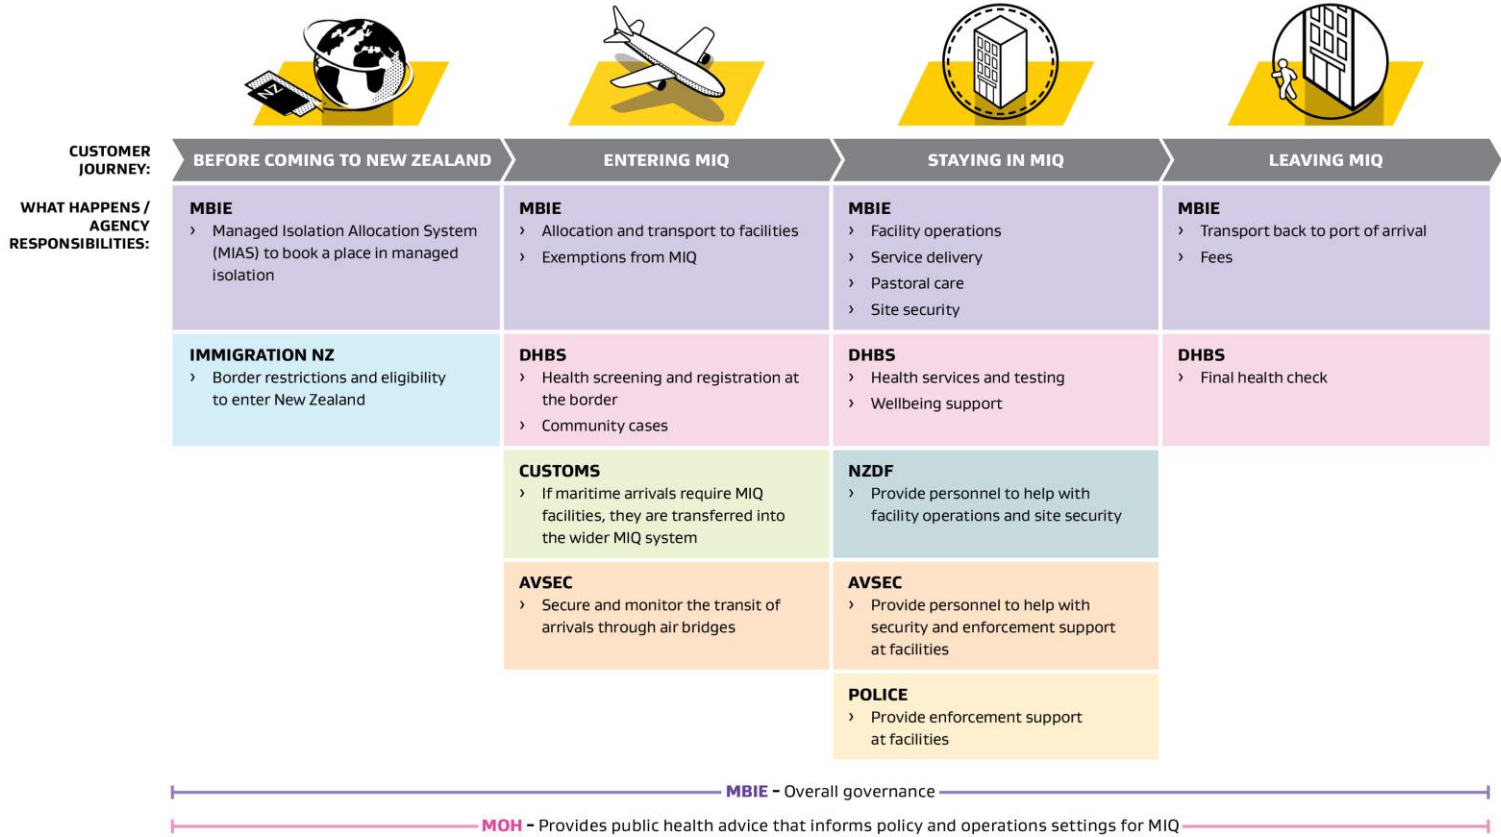 NZ
CUSTOMER
JOURNEY:
BEFORE COMING TO NEW ZEALAND
ENTERING MIQ
STAYING IN MIQ
LEAVING MIQ
WHAT HAPPENS /
AGENCY
RESPONSIBILITIES:
MBIE
› Managed Isolation Allocation System
(MIAS) to book a place in managed
isolation
MBIE
› Allocation and transport to facilities
› Exemptions from MIQ
MBIE
› Facility operations
› Service delivery
› Pastoral care
› Site security
MBIE
› Transport back to port of arrival
› Fees
IMMIGRATION NZ
› Border restrictions and eligibility
to enter New Zealand
DHBS
› Health screening and registration at
the border
› Community cases
DHBS
› Health services and testing
› Wellbeing support
DHBS
› Final health check
CUSTOMS
› If maritime arrivals require MIQ
facilities, they are transferred into
the wider MIQ system
NZDF
› Provide personnel to help with
facility operations and site security
AVSEC
› Secure and monitor the transit of
arrivals through air bridges
AVSEC
› Provide personnel to help with
security and enforcement support
at facilities
POLICE
› Provide enforcement support
at facilities
MBIE – Overall governance
MOH – Provides public health advice that informs policy and operations settings for MIQ